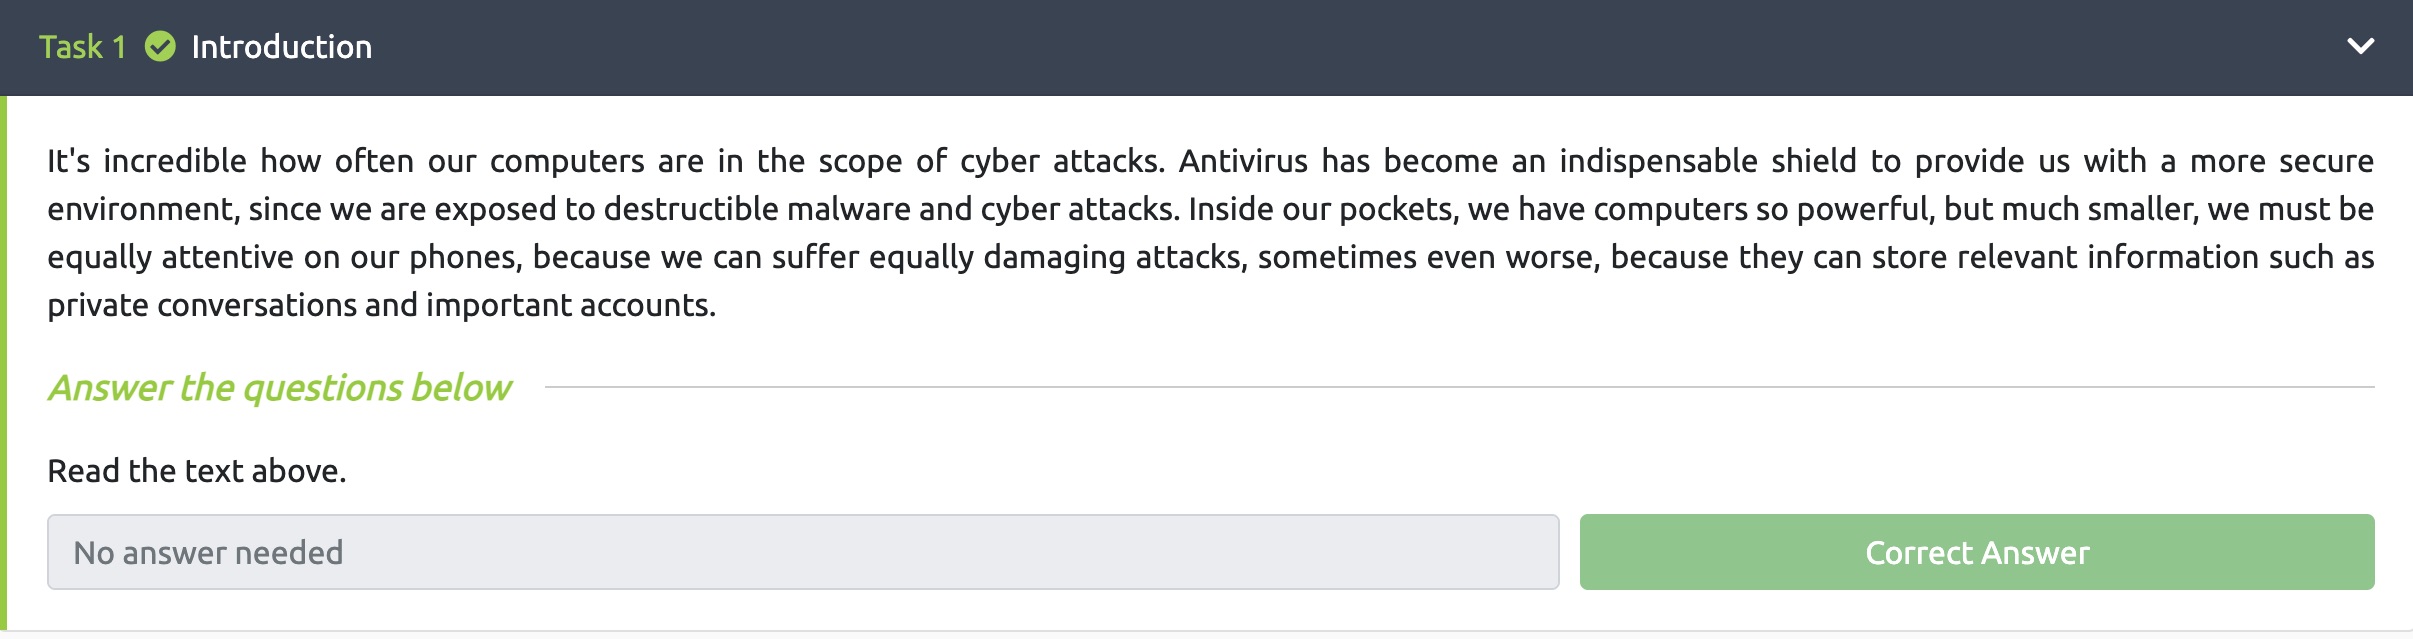 Task 1 Introduction
It's incredible how often our computers are in the scope of cyber attacks. Antivirus has become an indispensable shield to provide us with a more secure
environment, since we are exposed to destructible malware and cyber attacks. Inside our pockets, we have computers so powerful, but much smaller, we must be
equally attentive on our phones, because we can suffer equally damaging attacks, sometimes even worse, because they can store relevant information such as
private conversations and important accounts.
Answer the questions below
Read the text above.
No answer needed
Correct Answer